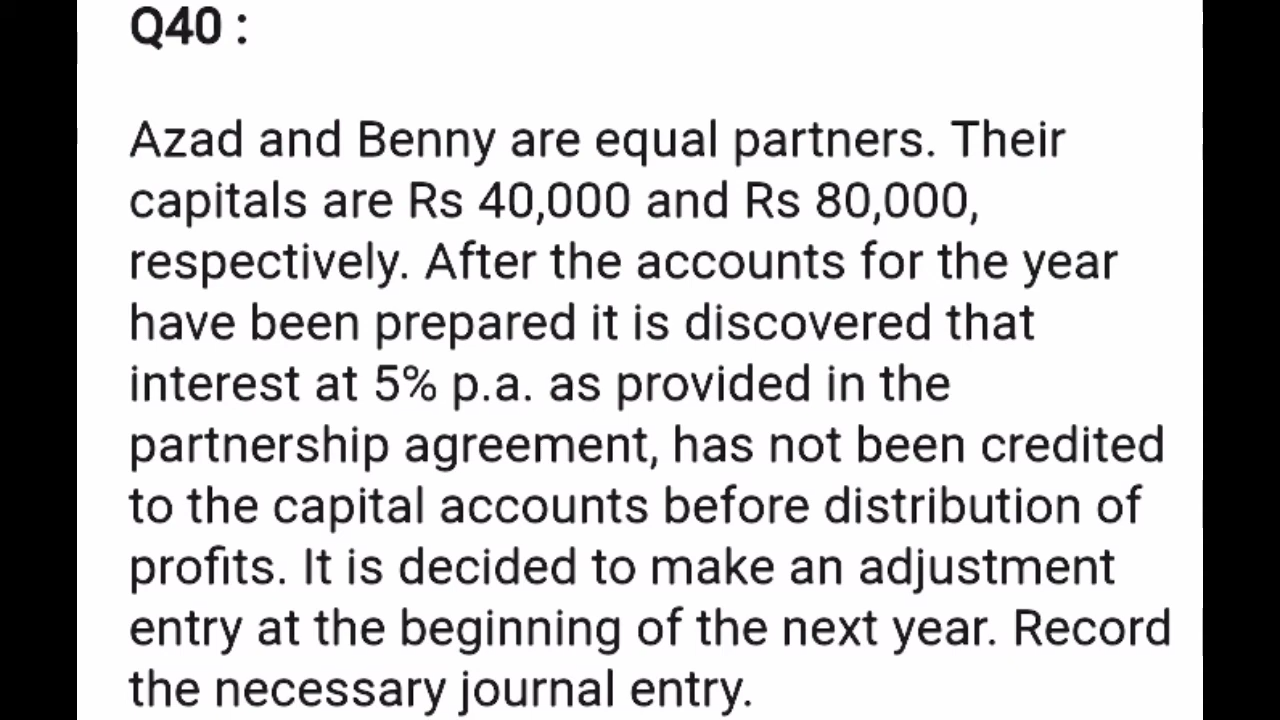 Q40 :
Azad and Benny are equal partners. Their
capitals are Rs 40,000 and Rs 80,000,
respectively. After the accounts for the year
have been prepared it is discovered that
interest at 5% p.a. as provided in the
partnership agreement, has not been credited
to the capital accounts before distribution of
profits. It is decided to make an adjustment
entry at the beginning of the next year. Record
the necessary journal entry.